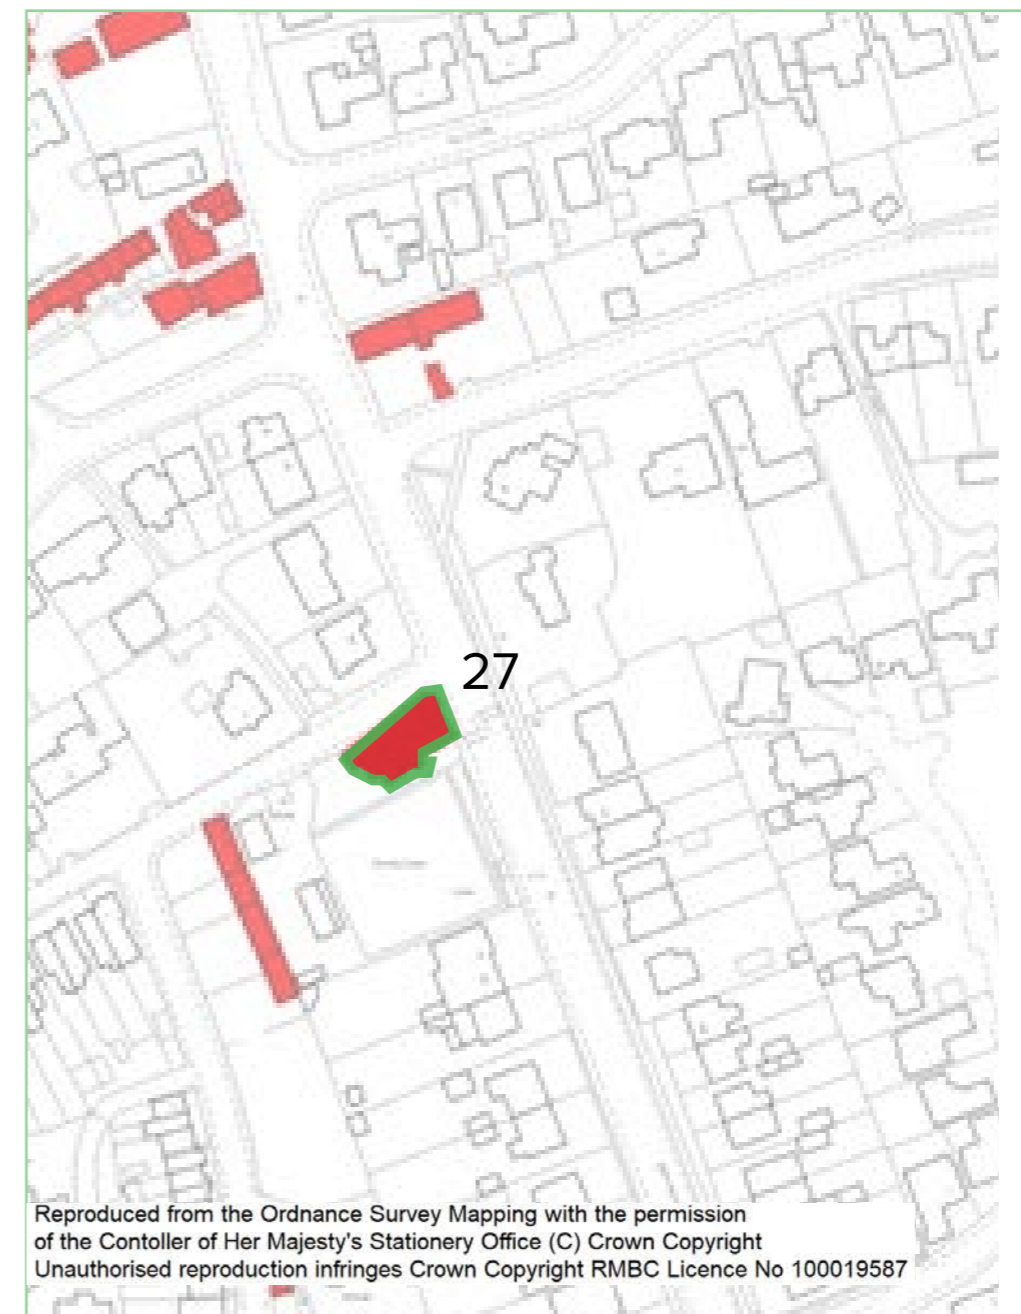 27
Reproduced from the Ordnance Survey Mapping with the permission
of the Contoller of Her Majesty's Stationery Office (C) Crown Copyright
Unauthorised reproduction infringes Crown Copyright RMBC Licence No 100019587